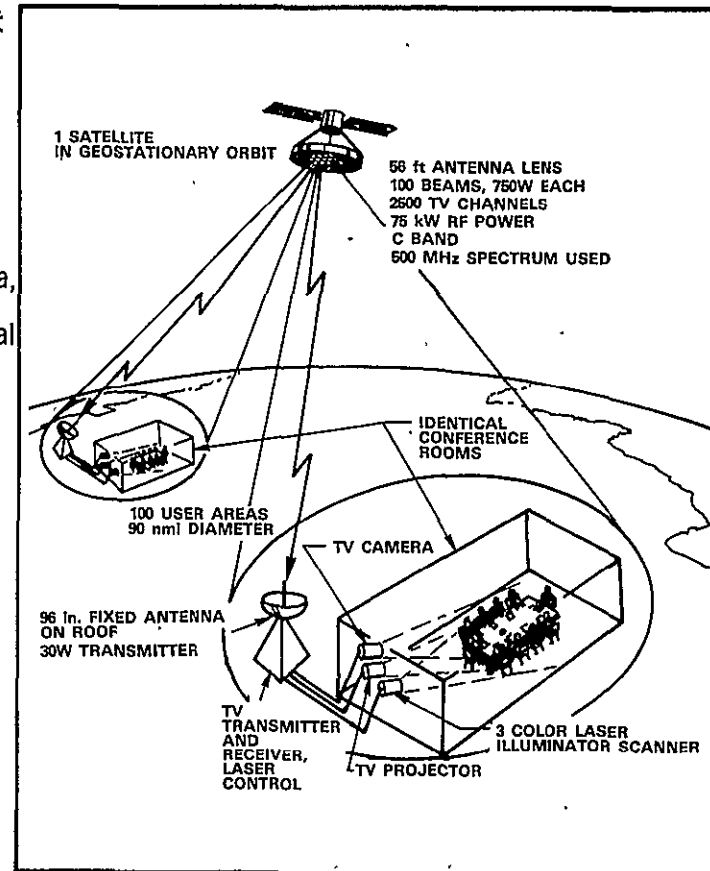 1 SATELLITE
IN GEOSTATIONARY ORBIT
56 ft ANTENNA LENS
100 BEAMS, 750W EACH
2500 TV CHANNELS
75 kW RF POWER
C BAND
500 MHz SPECTRUM USED
a,
al
IDENTICAL
CONFERENCE
ROOMS
100 USER AREAS
90 nmi DIAMETER
TV CAMERA
96 in. FIXED ANTENNA
ON ROOF
30W TRANSMITTER
TV
TRANSMITTER
AND
RECEIVER,
LASER
CONTROL
TV PROJECTOR
3 COLOR LASER
ILLUMINATOR SCANNER